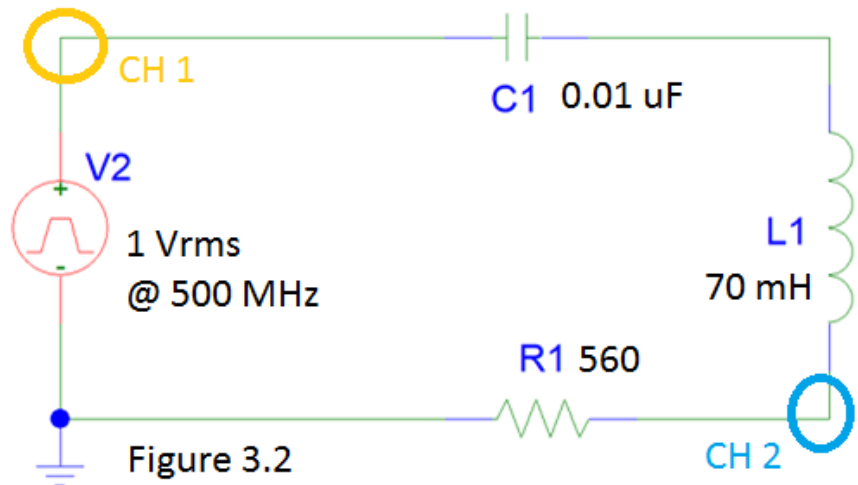 CH 1
C1 0.01 uF
V2
+
1 Vrms
L1
-
@ 500 MHz
70 mH
R1 560
Figure 3.2
CH 2